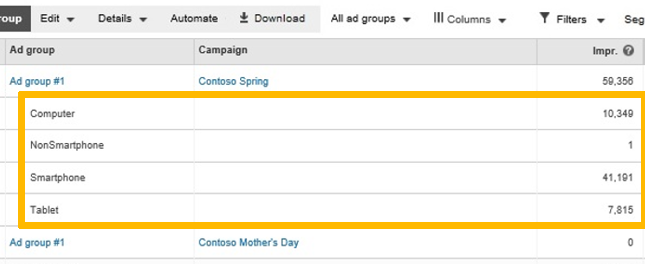 roup Edit Details Automate Download All ad groups Columns Filters Seg
Ad group Campaign Impr. ?
Ad group #1 Contoso Spring 59,356
Computer 10,349
NonSmartphone 1
Smartphone 41,191
Tablet 7,815
Ad group #1 Contoso Mother's Day 0